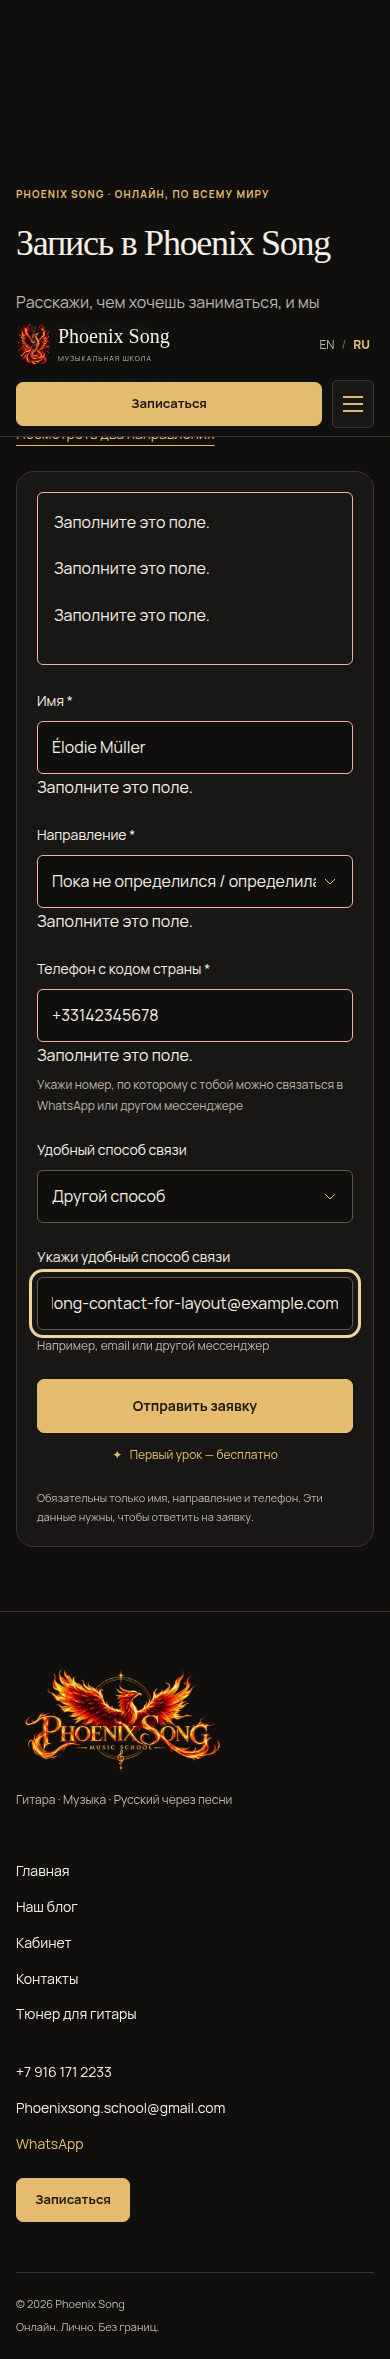 PHOENIX SONG · ОНЛАЙН, ПО ВСЕМУ МИРУ
Запись в Phoenix Song
Расскажи, чем хочешь заниматься, и мы
Phoenix Song
МУЗЫКАЛЬНАЯ ШКОЛА
EN / RU
Записаться
Посмотреть два направления
Заполните это поле.
Заполните это поле.
Заполните это поле.
Имя *
Élodie Müller
Заполните это поле.
Направление *
Пока не определился / определила
Заполните это поле.
Телефон с кодом страны *
+33142345678
Заполните это поле.
Укажи номер, по которому с тобой можно связаться в
WhatsApp или другом мессенджере
Удобный способ связи
Другой способ
Укажи удобный способ связи
long-contact-for-layout@example.com
Например, email или другой мессенджер
Отправить заявку
✦ Первый урок — бесплатно
Обязательны только имя, направление и телефон. Эти
данные нужны, чтобы ответить на заявку.
PHOENIX SONG
MUSIC SCHOOL
Гитара · Музыка · Русский через песни
Главная
Наш блог
Кабинет
Контакты
Тюнер для гитары
+7 916 171 2233
Phoenixsong.school@gmail.com
WhatsApp
Записаться
© 2026 Phoenix Song
Онлайн. Лично. Без границ.